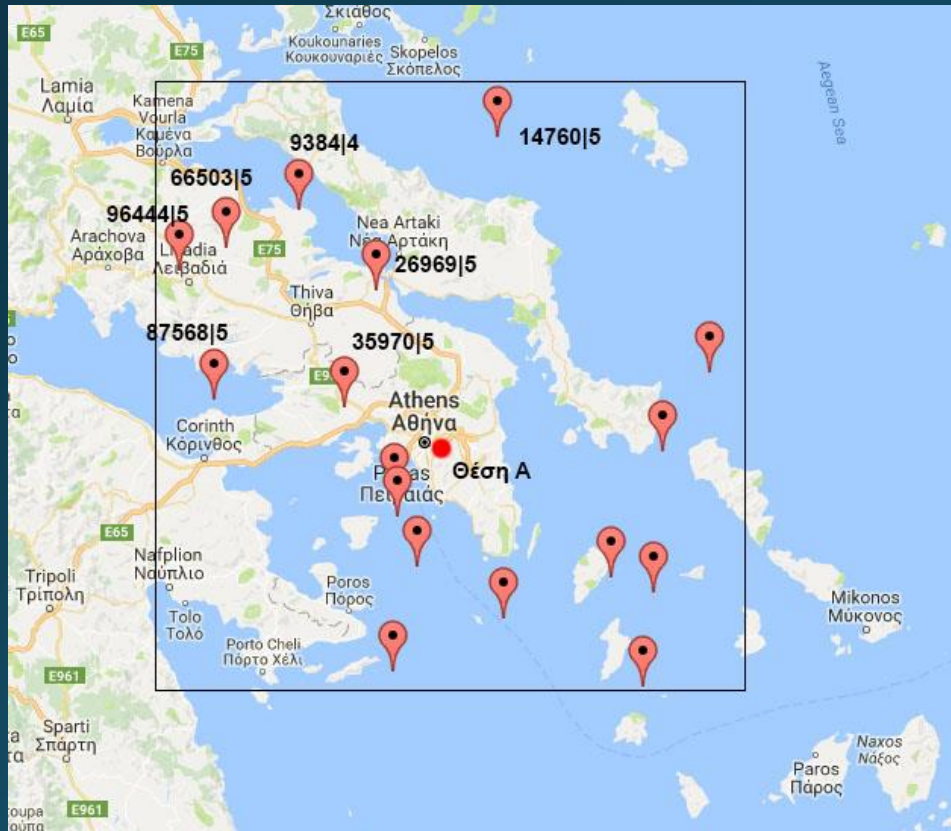 Σκιάθος
E65
Koukounaries
Κουκουναριές
E75
Skopelos
Σκόπελος
Lamia
Λαμία
Kamena
Vourla
Καμένα
Βούρλα
Aegean Sea
14760|5
9384|4
66503|5
96444|5
Arachova
Αράχοβα
Λειβαδιά
E75
Nea Artaki
Νέα Αρτάκη
26969|5
Thiva
Θήβα
87568|5
35970|5
Athens
Αθήνα
Corinth
Κόρινθος
Θέση Α
Πειραιάς
E65
Nafplion
Ναύπλιο
Tripoli
Τρίπολη
Tolo
Τολό
Poros
Πόρος
Porto Cheli
Πόρτο Χέλι
Mikonos
Μύκονος
E961
Sparti
Σπάρτη
Naxos
Νάξος
Paros
Πάρος
E961